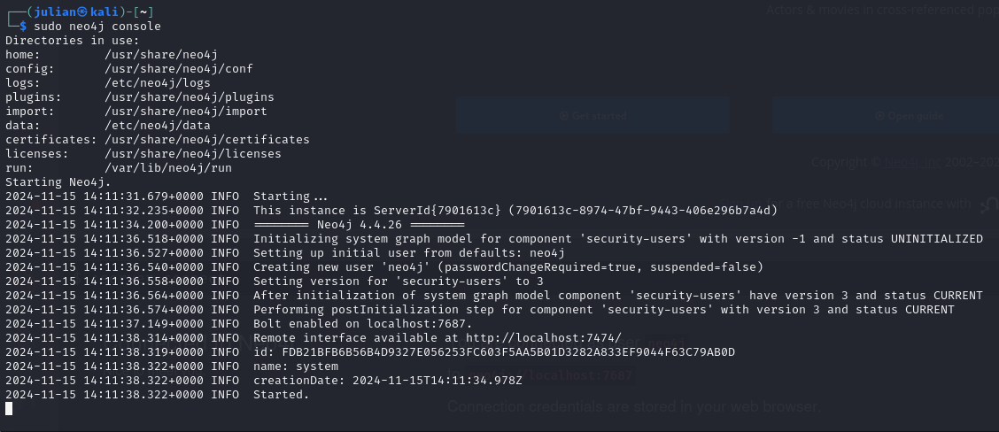 ┌──(julian㉿kali)-[~]
└─$ sudo neo4j console
Directories in use:
home:         /usr/share/neo4j
config:       /usr/share/neo4j/conf
logs:         /etc/neo4j/logs
plugins:      /usr/share/neo4j/plugins
import:       /usr/share/neo4j/import
data:         /etc/neo4j/data
certificates: /usr/share/neo4j/certificates
licenses:     /usr/share/neo4j/licenses
run:          /var/lib/neo4j/run
Starting Neo4j.
2024-11-15 14:11:31.679+0000 INFO  Starting...
2024-11-15 14:11:32.235+0000 INFO  This instance is ServerId{7901613c} (7901613c-8974-47bf-9443-406e296b7a4d)
2024-11-15 14:11:34.200+0000 INFO  ======== Neo4j 4.4.26 ========
2024-11-15 14:11:36.518+0000 INFO  Initializing system graph model for component 'security-users' with version -1 and status UNINITIALIZED
2024-11-15 14:11:36.527+0000 INFO  Setting up initial user from defaults: neo4j
2024-11-15 14:11:36.540+0000 INFO  Creating new user 'neo4j' (passwordChangeRequired=true, suspended=false)
2024-11-15 14:11:36.558+0000 INFO  Setting version for 'security-users' to 3
2024-11-15 14:11:36.564+0000 INFO  After initialization of system graph model component 'security-users' have version 3 and status CURRENT
2024-11-15 14:11:36.574+0000 INFO  Performing postInitialization step for component 'security-users' with version 3 and status CURRENT
2024-11-15 14:11:37.149+0000 INFO  Bolt enabled on localhost:7687.
2024-11-15 14:11:38.314+0000 INFO  Remote interface available at http://localhost:7474/
2024-11-15 14:11:38.319+0000 INFO  id: FDB21BFB6B56B4D9327E056253FC603F5AA5B01D3282A833EF9044F63C79AB0D
2024-11-15 14:11:38.322+0000 INFO  name: system
2024-11-15 14:11:38.322+0000 INFO  creationDate: 2024-11-15T14:11:34.978Z
2024-11-15 14:11:38.322+0000 INFO  Started.
Actors & movies in cross-referenced
Get started
Open guide
Copyright ©
for a free Neo4j cloud instance with
localhost:7687
Connection credentials are stored in your web browser.